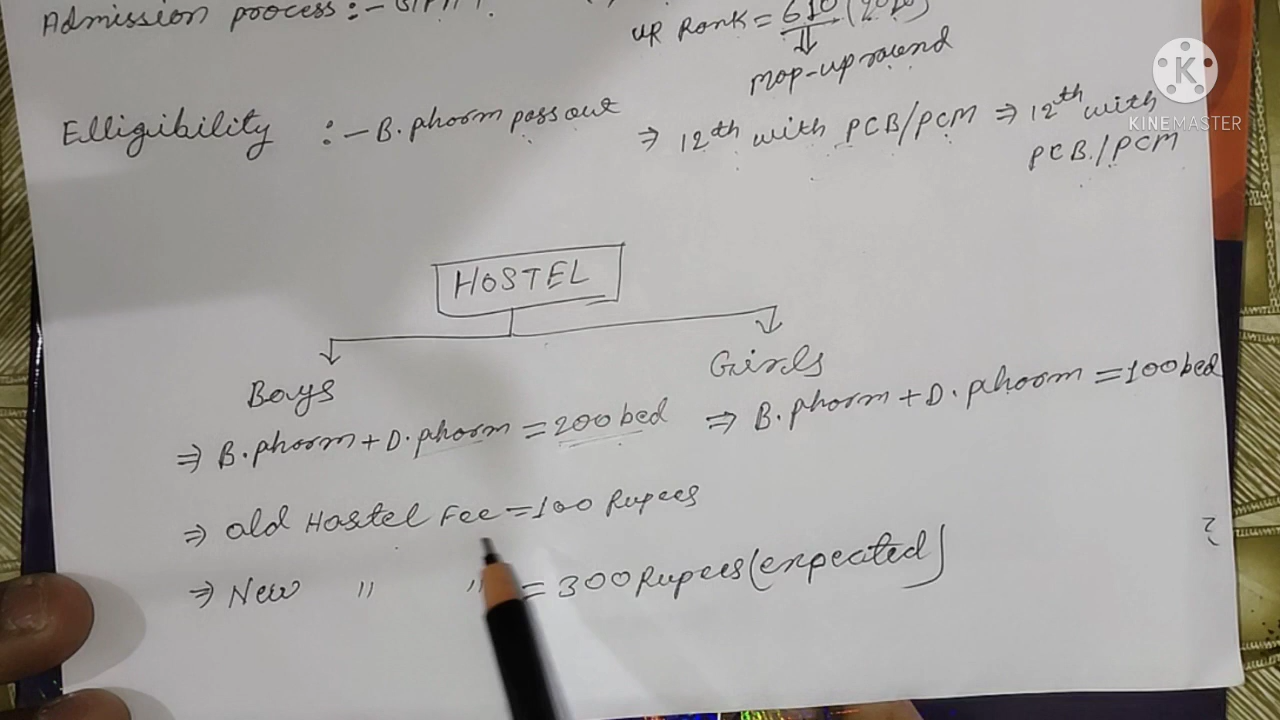 Admission process :-
UP Rank = 610
mop-up round
Elligibility :- B.pharm pass out
⇒ 12th with PCB/PCM ⇒ 12th with
PCB./PCM
HOSTEL
Boys
Girls
⇒ B.pharm + D.pharm = 200 bed
⇒ B.pharm + D.pharm = 100 bed
⇒ old Hostel Fee = 100 Rupees
⇒ New " " = 300 Rupees (expected)
K
KINEMASTER